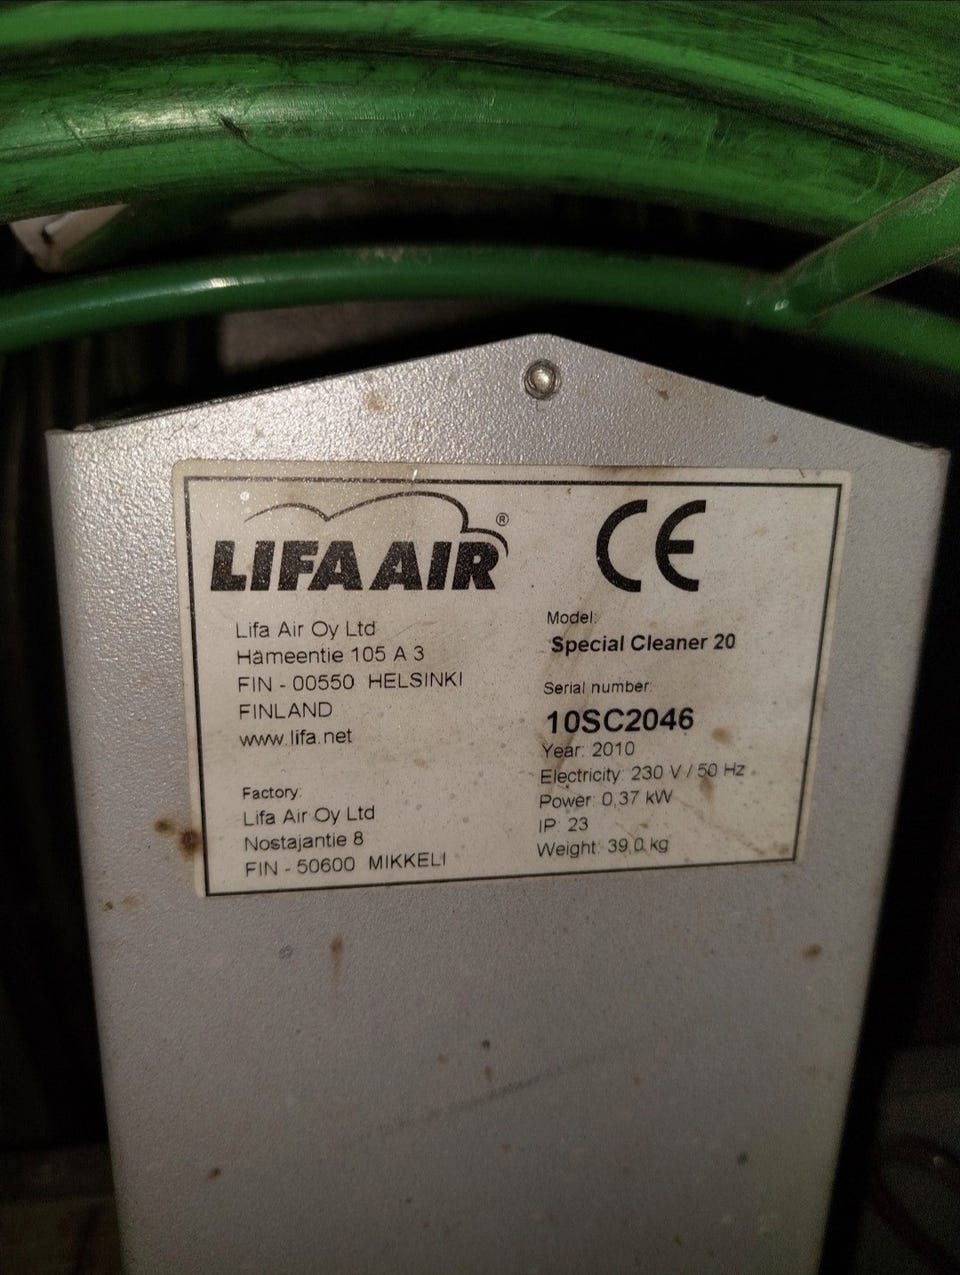 LIFA AIR ®
CE
Lifa Air Oy Ltd
Hämeentie 105 A 3
FIN - 00550 HELSINKI
FINLAND
www.lifa.net
Factory:
Lifa Air Oy Ltd
Nostajantie 8
FIN - 50600 MIKKELI
Model:
Special Cleaner 20
Serial number:
10SC2046
Year: 2010
Electricity: 230 V / 50 Hz
Power: 0,37 kW
IP: 23
Weight: 39,0 kg